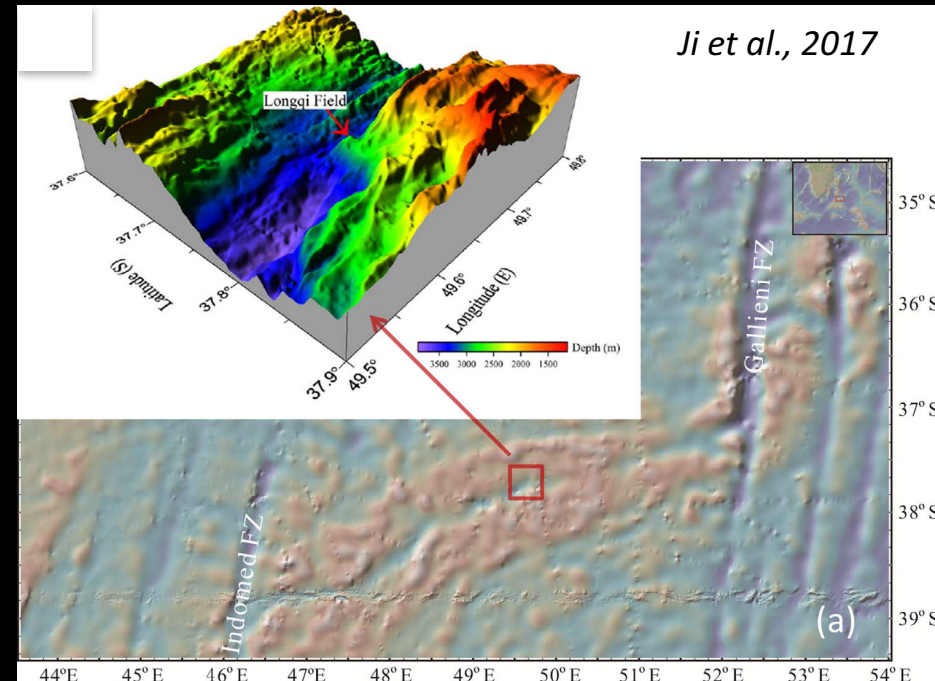 Ji et al., 2017
Longqi Field
37.6°
37.7°
37.8°
37.9°
Latitude (S)
49.5°
49.6°
49.7°
49.8°
Longitude (E)
Depth (m)
3500 3000 2500 2000 1500
Gallieni FZ
Indomed FZ
35° S
36° S
37° S
38° S
39° S
(a)
44°E 45°E 46°E 47°E 48°E 49°E 50°E 51°E 52°E 53°E 54°E